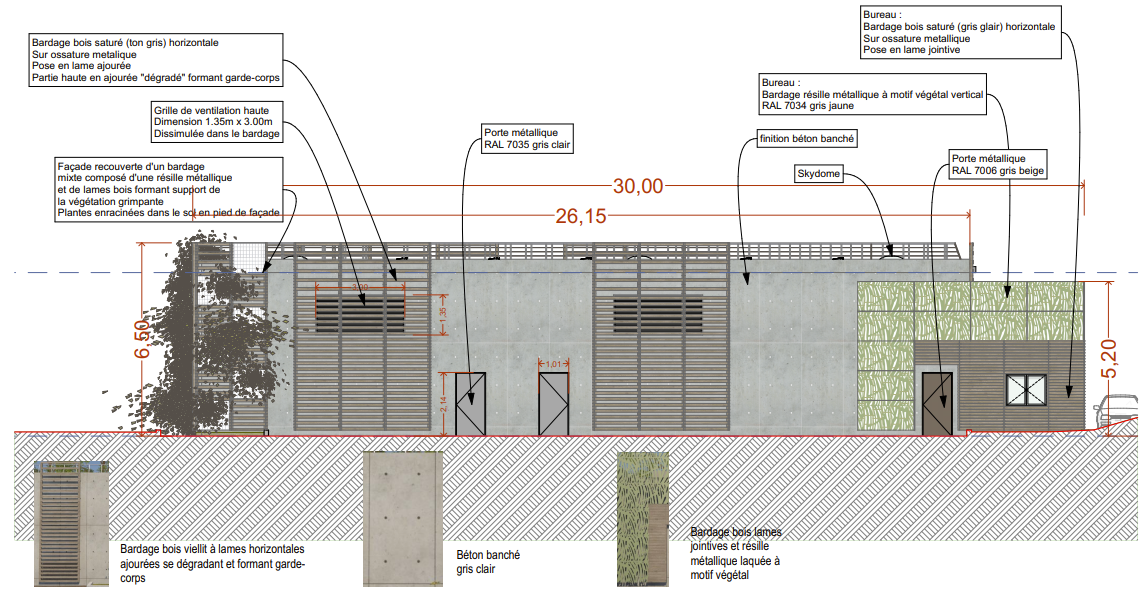 Bureau :
Bardage bois saturé (gris glair) horizontale
Sur ossature metallique
Pose en lame jointive
Bardage bois saturé (ton gris) horizontale
Sur ossature metalique
Pose en lame ajourée
Partie haute en ajourée "dégradé" formant garde-corps
Bureau :
Bardage résille métallique à motif végétal vertical
RAL 7034 gris jaune
Grille de ventilation haute
Dimension 1.35m x 3.00m
Dissimulée dans le bardage
Porte métallique
RAL 7035 gris clair
finition béton banché
Porte métallique
RAL 7006 gris beige
Façade recouverte d'un bardage
mixte composé d'une résille métallique
et de lames bois formant support de
la végétation grimpante
Plantes enracinées dans le sol en pied de façade
Skydome
30,00
26,15
3,00
1,35
6,50
5,20
1,01
2,14
Bardage bois viellit à lames horizontales
ajourées se dégradant et formant garde-
corps
Béton banché
gris clair
Bardage bois lames
jointives et résille
métallique laquée à
motif végétal